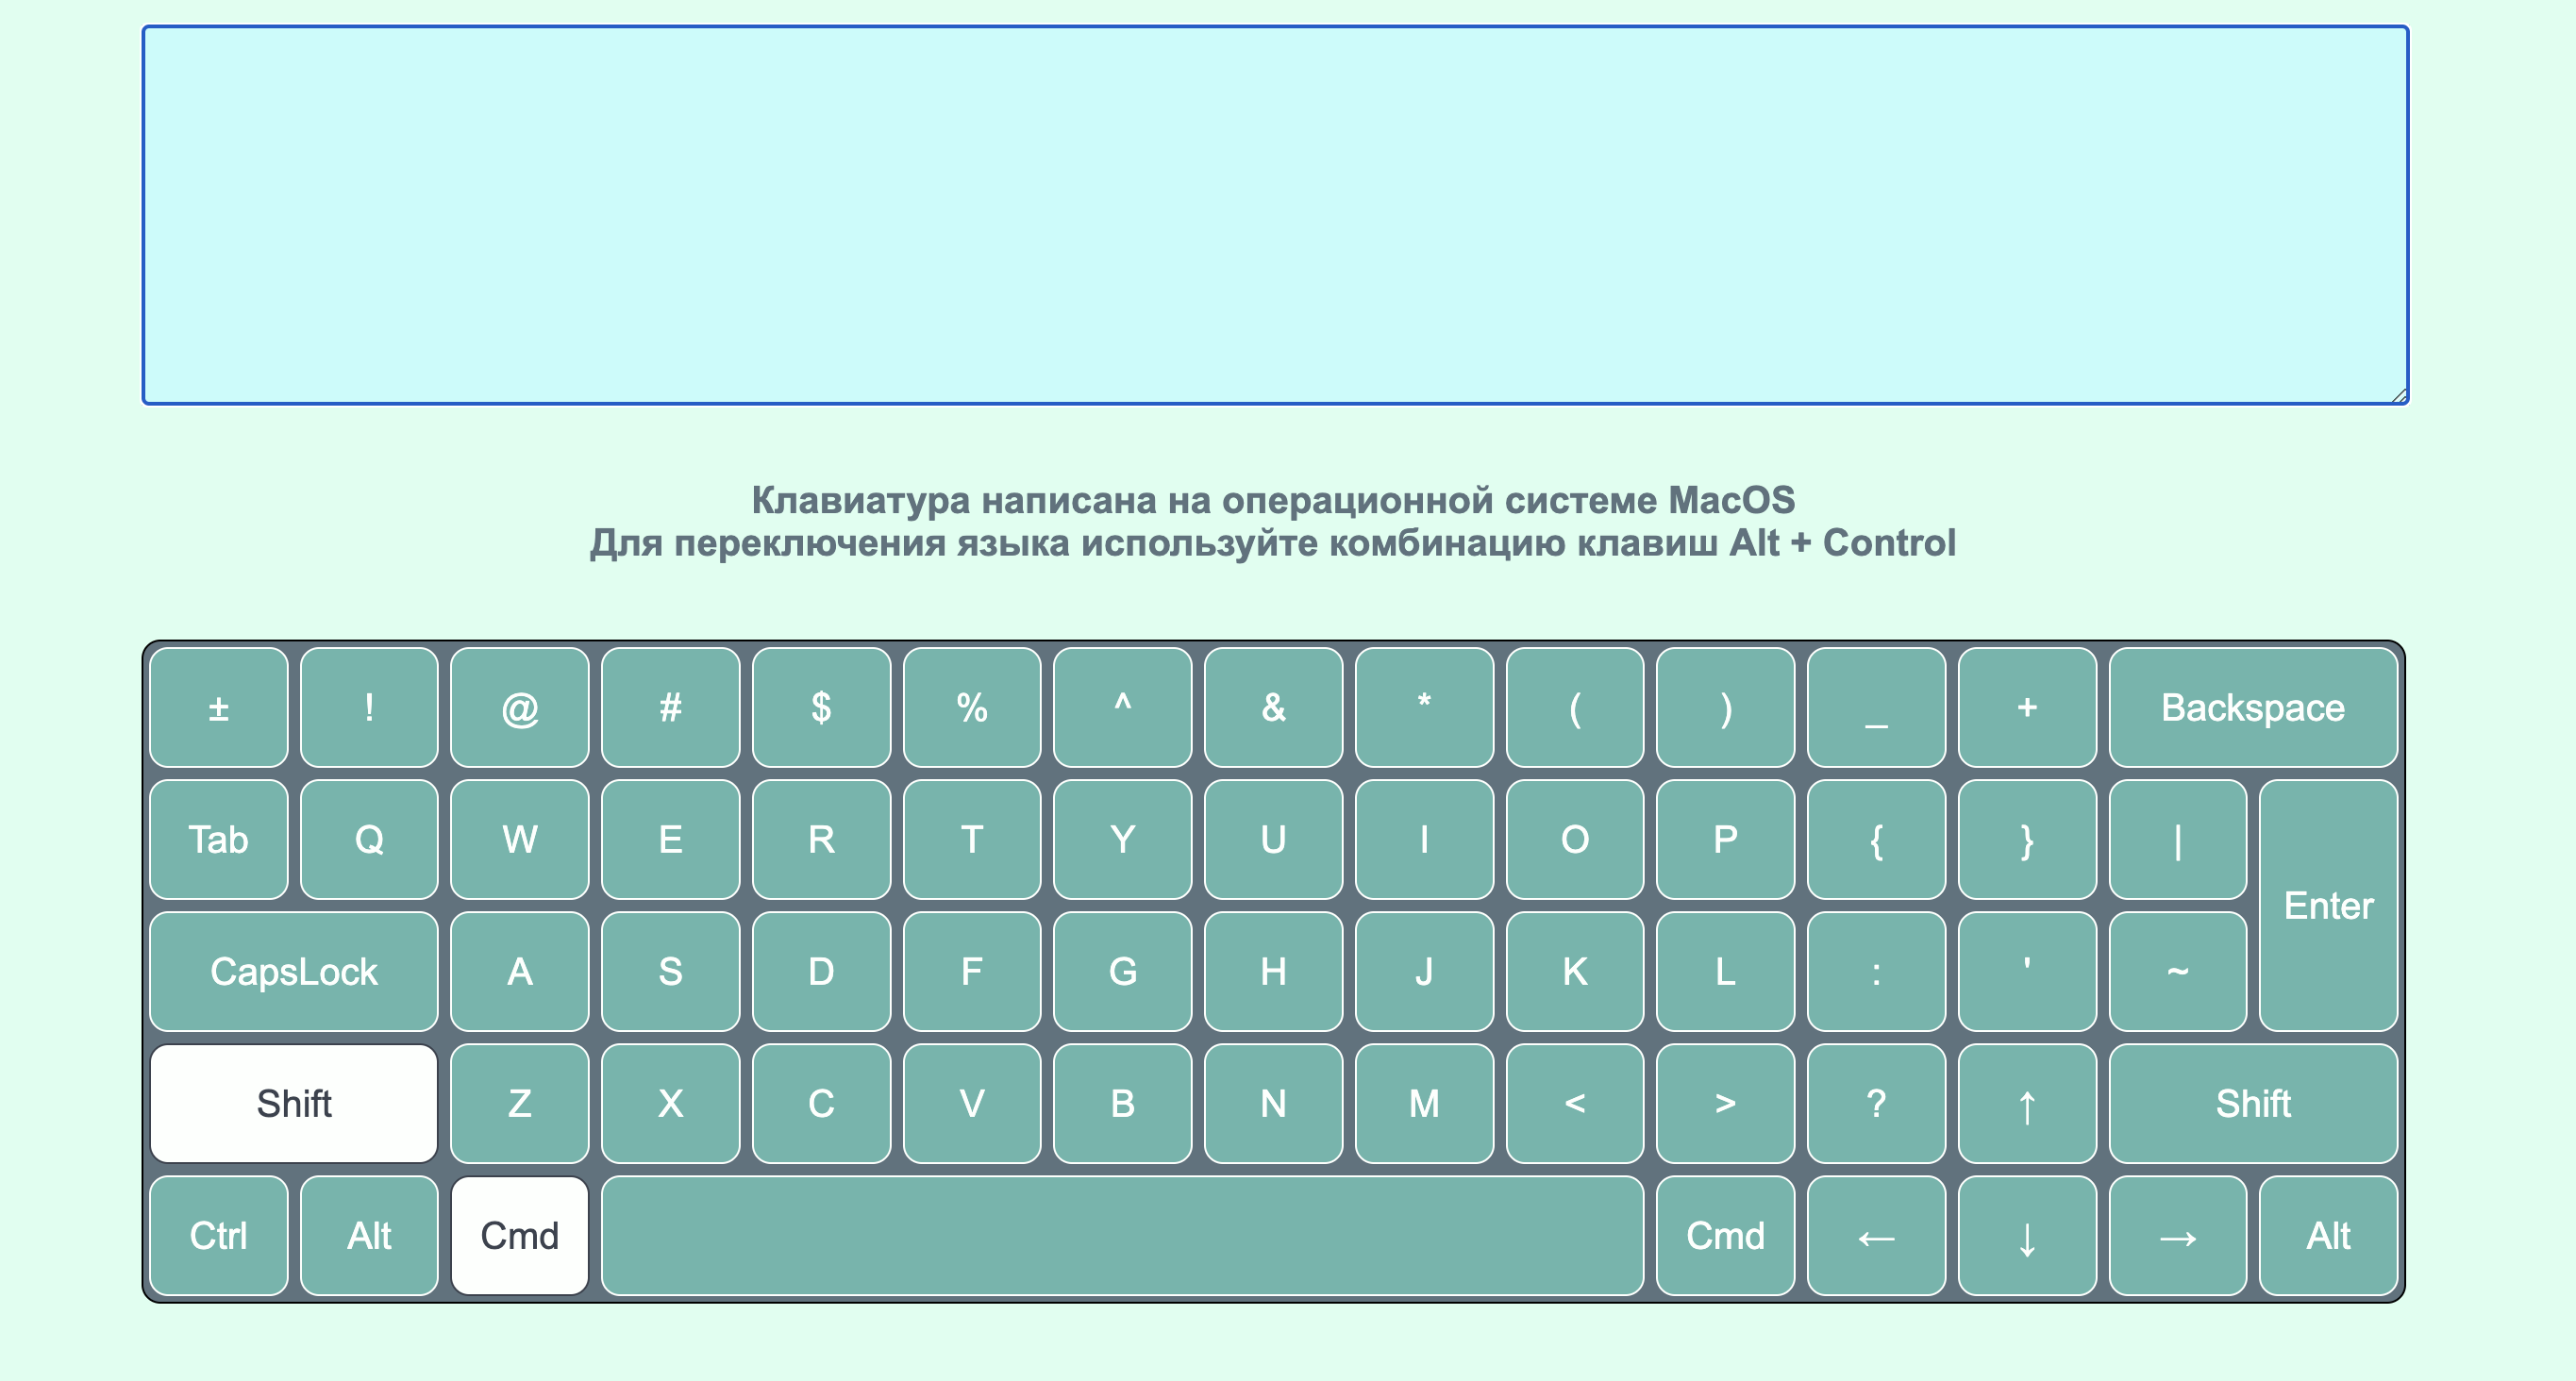 Клавиатура написана на операционной системе MacOS
Для переключения языка используйте комбинацию клавиш Alt + Control
± ! @ # $ % ^ & * ( ) _ + Backspace
Tab Q W E R T Y U I O P { } | Enter
CapsLock A S D F G H J K L : ' ~
Shift Z X C V B N M < > ? ↑ Shift
Ctrl Alt Cmd Cmd ← ↓ → Alt